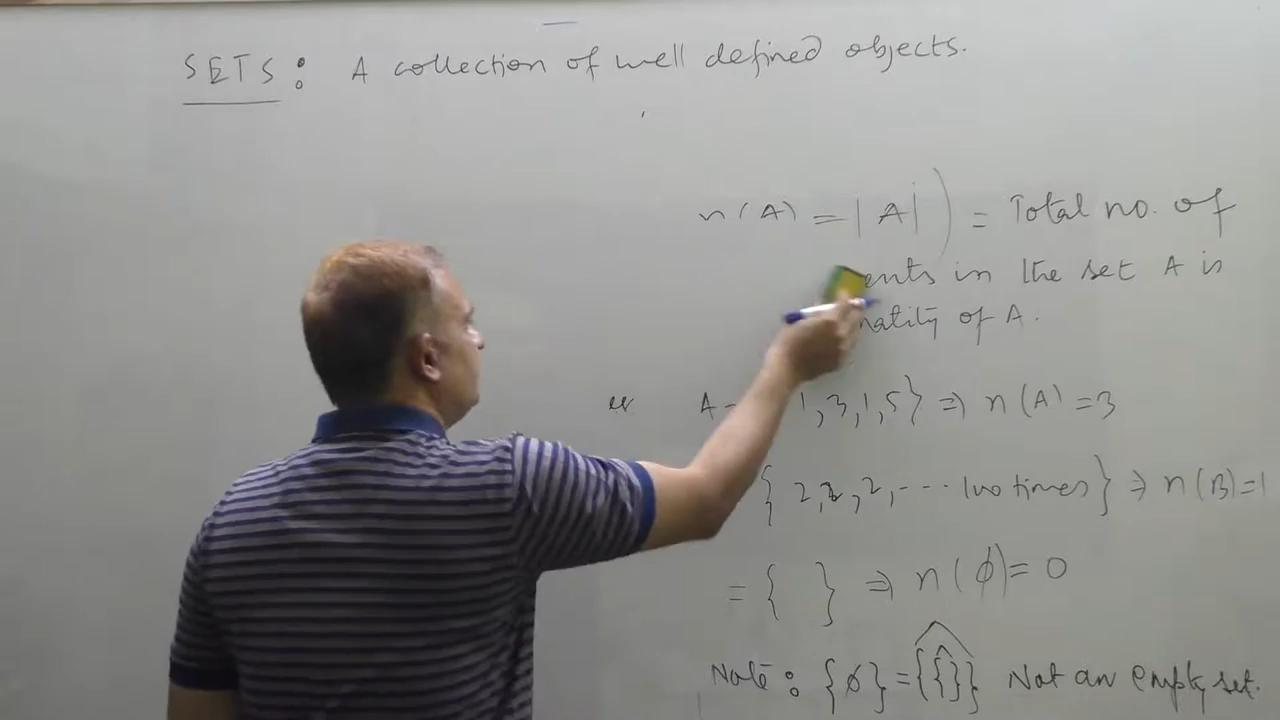 SETS : A collection of well defined objects.
n(A) = |A| ) = Total no. of
ents in the set A is
nality of A.
A = 1, 3, 1, 5} ⇒ n(A) = 3
{ 2, 2, 2, ---- 100 times } ⇒ n(B) = 1
= { } ⇒ n(ϕ) = 0
Note : {ϕ} = {{}} Not an empty set.